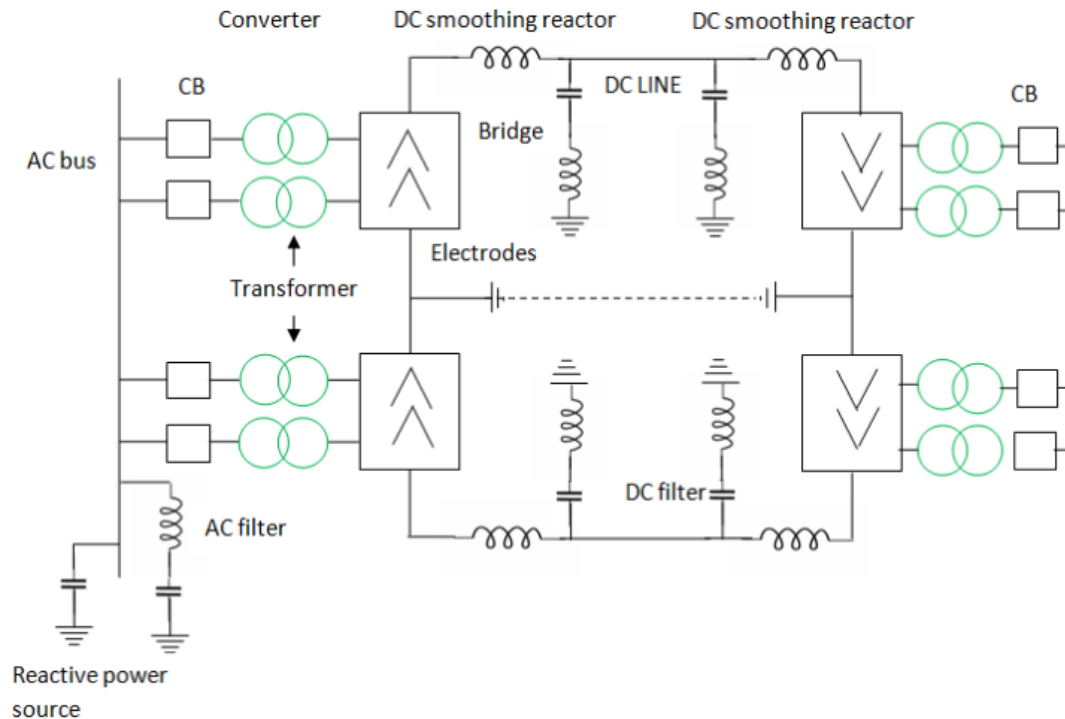 Converter
DC smoothing reactor
DC smoothing reactor
CB
DC LINE
CB
Bridge
AC bus
Electrodes
Transformer
DC filter
AC filter
Reactive power
source